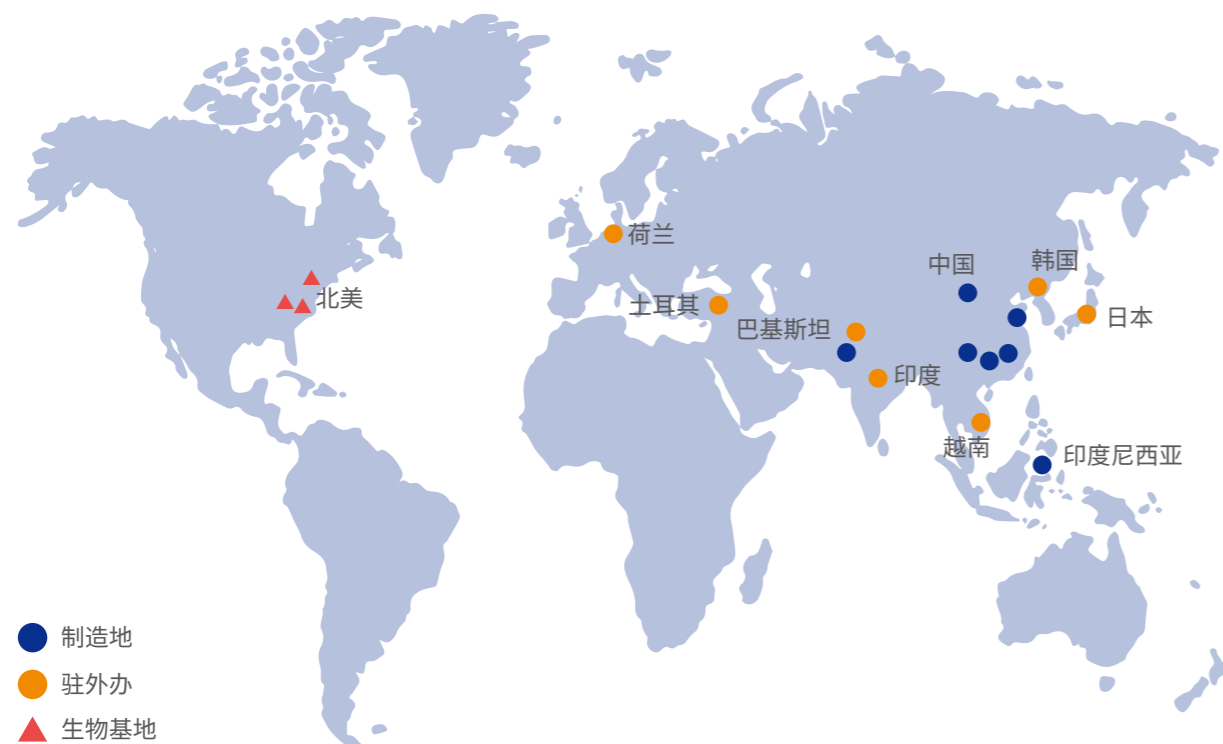 荷兰
中国
韩国
北美
土耳其
日本
巴基斯坦
印度
越南
印度尼西亚
制造地
驻外办
生物基地